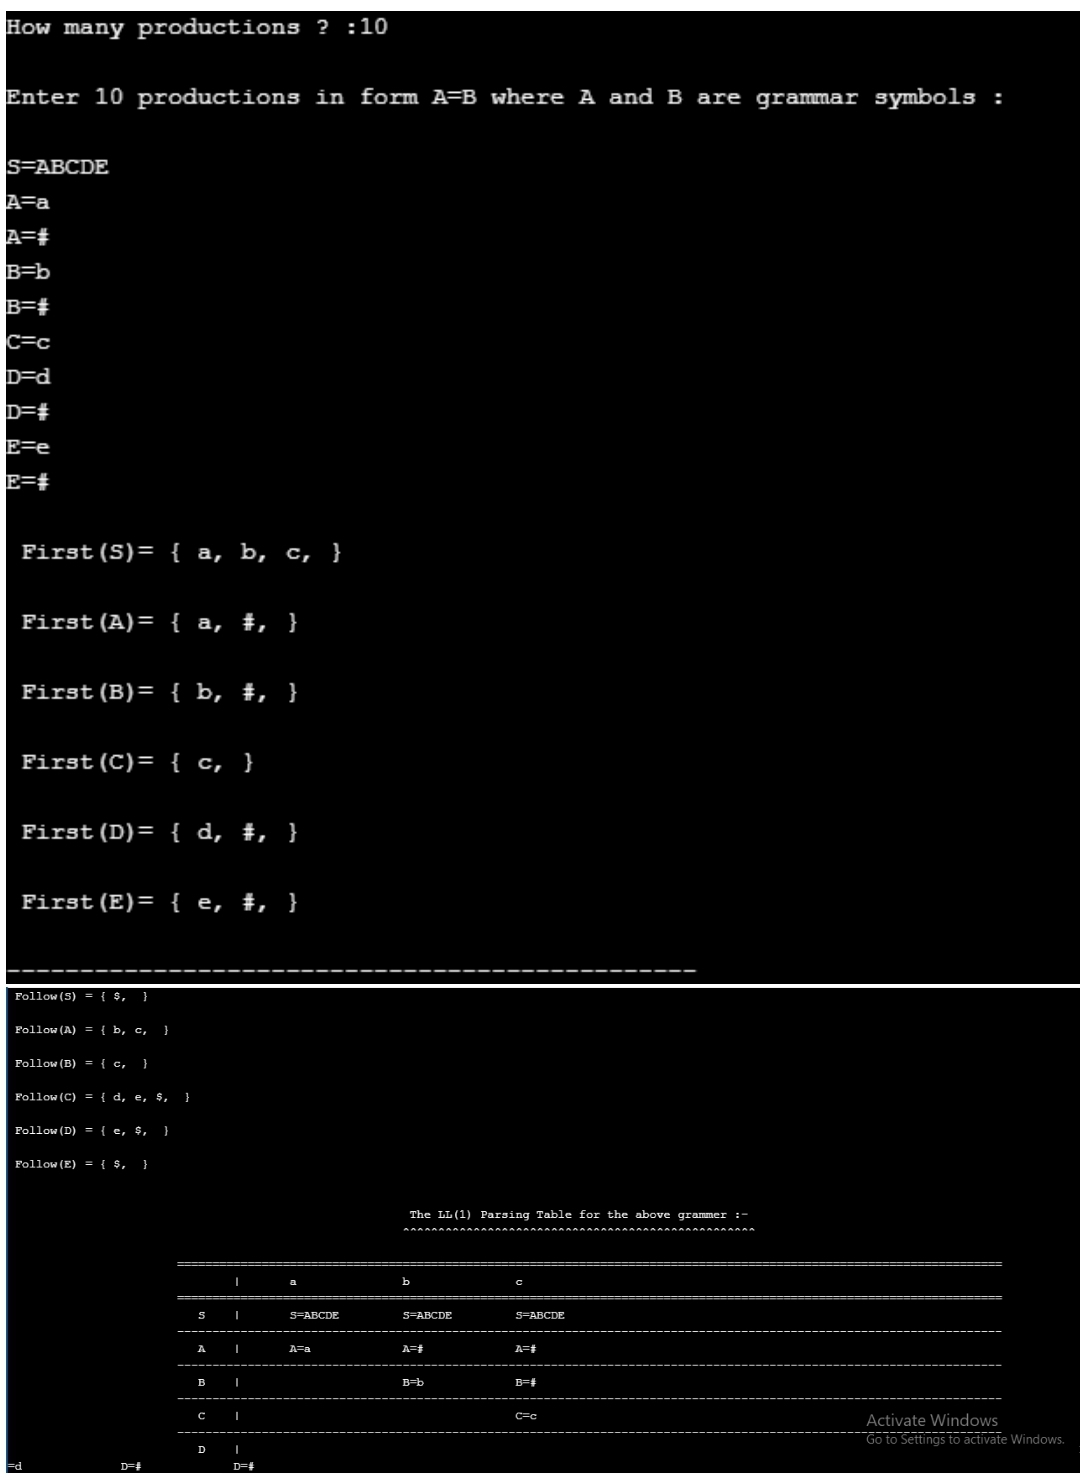 How many productions ? :10
Enter 10 productions in form A=B where A and B are grammar symbols :
S=ABCDE
A=a
A=#
B=b
B=#
C=c
D=d
D=#
E=e
E=#
First(S)= { a, b, c, }
First(A)= { a, #, }
First(B)= { b, #, }
First(C)= { c, }
First(D)= { d, #, }
First(E)= { e, #, }
-----------------------------------------------
Follow(S) = { $,  }
Follow(A) = { b, c,  }
Follow(B) = { c,  }
Follow(C) = { d, e, $,  }
Follow(D) = { e, $,  }
Follow(E) = { $,  }
The LL(1) Parsing Table for the above grammer :-
^^^^^^^^^^^^^^^^^^^^^^^^^^^^^^^^^^^^^^^^^^^^^^^^^^
| a b c
S | S=ABCDE S=ABCDE S=ABCDE
A | A=a A=# A=#
B | B=b B=#
C | C=c
D |
=d D=# D=#
Activate Windows
Go to Settings to activate Windows.